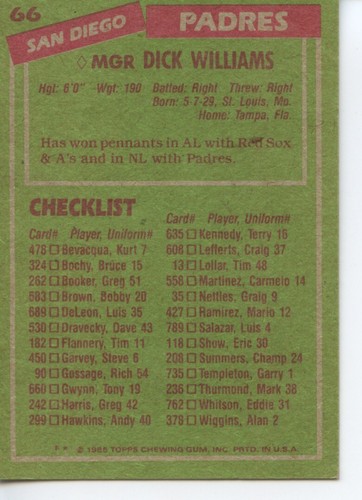 66
SAN DIEGO PADRES
◇MGR DICK WILLIAMS
Hgt: 6'0" Wgt: 190 Batted: Right Threw: Right
Born: 5-7-29, St. Louis, Mo.
Home: Tampa, Fla.
Has won pennants in AL with Red Sox
& A's and in NL with Padres.
CHECKLIST
Card# Player, Uniform#
478 □ Bevacqua, Kurt 7
324 □ Bochy, Bruce 15
262 □ Booker, Greg 51
583 □ Brown, Bobby 20
689 □ DeLeon, Luis 35
530 □ Dravecky, Dave 43
182 □ Flannery, Tim 11
450 □ Garvey, Steve 6
90 □ Gossage, Rich 54
660 □ Gwynn, Tony 19
242 □ Harris, Greg 42
299 □ Hawkins, Andy 40
Card# Player, Uniform#
635 □ Kennedy, Terry 16
608 □ Lefferts, Craig 37
13 □ Lollar, Tim 48
558 □ Martinez, Carmelo 14
35 □ Nettles, Graig 9
427 □ Ramirez, Mario 12
789 □ Salazar, Luis 4
118 □ Show, Eric 30
208 □ Summers, Champ 24
735 □ Templeton, Garry 1
236 □ Thurmond, Mark 38
762 □ Whitson, Eddie 31
378 □ Wiggins, Alan 2
F* © 1985 TOPPS CHEWING GUM, INC. PRTD. IN U.S.A.